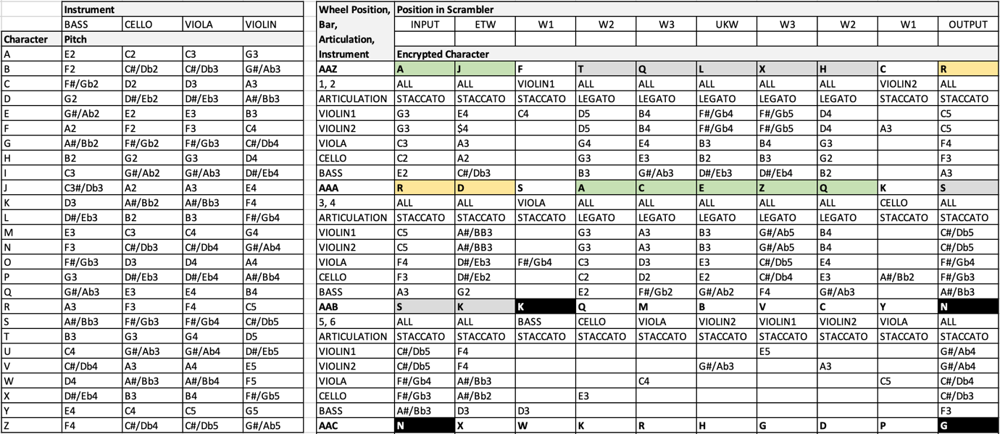 Instrument Wheel Position, Position in Scrambler
BASS CELLO VIOLA VIOLIN Bar, INPUT ETW W1 W2 W3 UKW W3 W2 W1 OUTPUT
Character Pitch Articulation,
A E2 C2 C3 G3 Instrument Encrypted Character
B F2 C#/Db2 C#/Db3 G#/Ab3 AAZ A J F T Q L X H C R
C F#/Gb2 D2 D3 A3 1, 2 ALL ALL VIOLIN1 ALL ALL ALL ALL ALL VIOLIN2 ALL
D G2 D#/Eb2 D#/Eb3 A#/Bb3 ARTICULATION STACCATO STACCATO STACCATO LEGATO LEGATO LEGATO LEGATO LEGATO STACCATO STACCATO
E G#/Ab2 E2 E3 B3 VIOLIN1 G3 E4 C4 D5 B4 F#/Gb4 F#/Gb5 D4 C5
F A2 F2 F3 C4 VIOLIN2 G3 $4 D5 B4 F#/Gb4 F#/Gb5 D4 A3 C5
G A#/Bb2 F#/Gb2 F#/Gb3 C#/Db4 VIOLA C3 A3 G4 E4 B3 B4 G3 F4
H B2 G2 G3 D4 CELLO C2 A2 G3 E3 B2 B3 G2 F3
I C3 G#/Ab2 G#/Ab3 D#/Eb4 BASS E2 C#/Db3 B3 G#/Ab3 D#/Eb3 D#/Eb4 B2 A3
J C3#/Db3 A2 A3 E4 AAA R D S A C E Z Q K S
K D3 A#/Bb2 A#/Bb3 F4 3, 4 ALL ALL VIOLA ALL ALL ALL ALL ALL CELLO ALL
L D#/Eb3 B2 B3 F#/Gb4 ARTICULATION STACCATO STACCATO STACCATO LEGATO LEGATO LEGATO LEGATO LEGATO STACCATO STACCATO
M E3 C3 C4 G4 VIOLIN1 C5 A#/BB3 G3 A3 B3 G#/Ab5 B4 C#/Db5
N F3 C#/Db3 C#/Db4 G#/Ab4 VIOLIN2 C5 A#/BB3 G3 A3 B3 G#/Ab5 B4 C#/Db5
O F#/Gb3 D3 D4 A4 VIOLA F4 D#/Eb3 F#/Gb4 C3 D3 E3 C#/Db5 E4 F#/Gb4
P G3 D#/Eb3 D#/Eb4 A#/Bb4 CELLO F3 D#/Eb2 C2 D2 E2 C#/Db4 E3 A#/Bb2 F#/Gb3
Q G#/Ab3 E3 E4 B4 BASS A3 G2 E2 F#/Gb2 G#/Ab2 F4 G#/Ab3 A#/Bb3
R A3 F3 F4 C5 AAB S K K Q M B V C Y N
S A#/Bb3 F#/Gb3 F#/Gb4 C#/Db5 5, 6 ALL ALL BASS CELLO VIOLA VIOLIN2 VIOLIN1 VIOLIN2 VIOLA ALL
T B3 G3 G4 D5 ARTICULATION STACCATO STACCATO STACCATO STACCATO STACCATO STACCATO STACCATO STACCATO STACCATO STACCATO
U C4 G#/Ab3 G#/Ab4 D#/Eb5 VIOLIN1 C#/Db5 F4 E5 G#/Ab4
V C#/Db4 A3 A4 E5 VIOLIN2 C#/Db5 F4 G#/Ab3 A3 G#/Ab4
W D4 A#/Bb3 A#/Bb4 F5 VIOLA F#/Gb4 A#/Bb3 C4 C5 C#/Db4
X D#/Eb4 B3 B4 F#/Gb5 CELLO F#/Gb3 A#/Bb2 E3 C#/Db3
Y E4 C4 C5 G5 BASS A#/Bb3 D3 D3 F3
Z F4 C#/Db4 C#/Db5 G#/Ab5 AAC N X W K R H G D P G